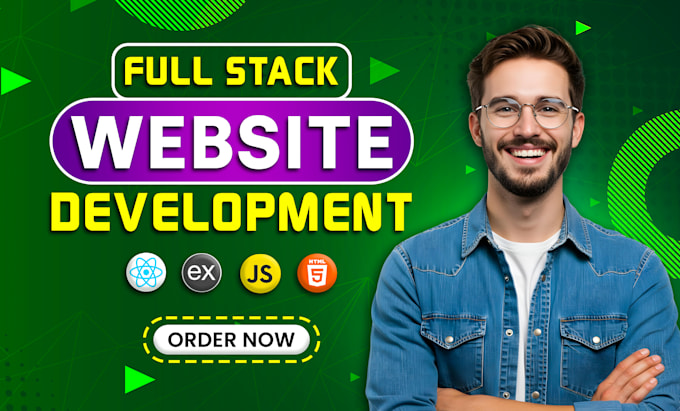 FULL STACK
WEBSITE
DEVELOPMENT
ex
JS
HTML
5
ORDER NOW